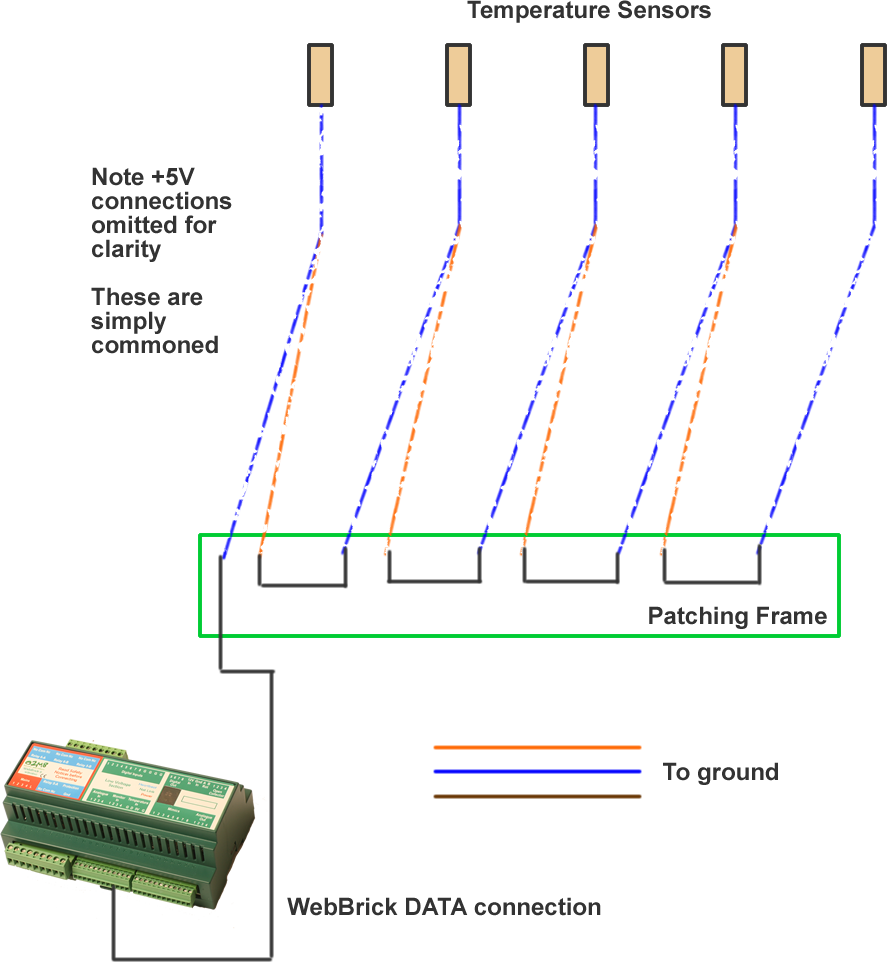 Temperature Sensors
Note +5V
connections
omitted for
clarity
These are
simply
commoned
Patching Frame
To ground
WebBrick DATA connection